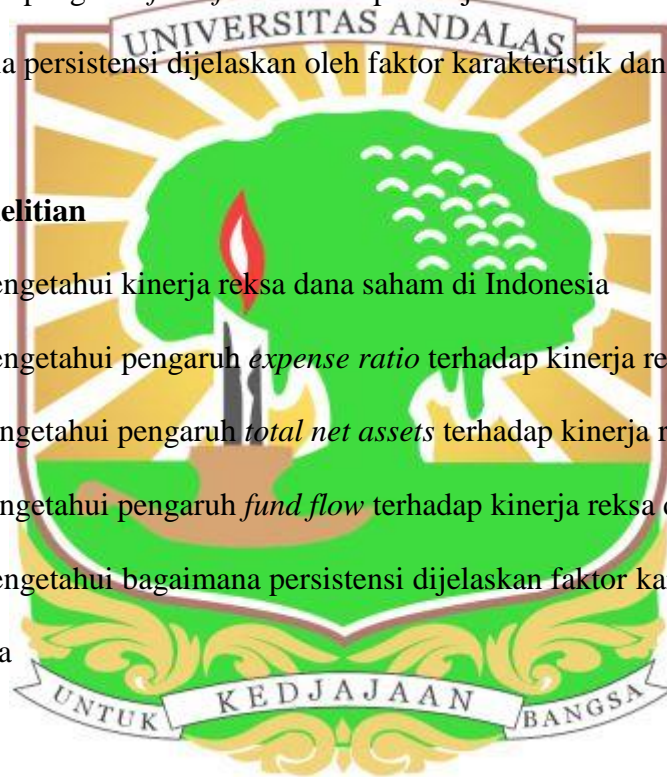 UNIVERSITAS ANDALAS
a persistensi dijelaskan oleh faktor karakteristik dan
elitian
engetahui kinerja reksa dana saham di Indonesia
engetahui pengaruh expense ratio terhadap kinerja re
ngetahui pengaruh total net assets terhadap kinerja r
ngetahui pengaruh fund flow terhadap kinerja reksa
engetahui bagaimana persistensi dijelaskan faktor ka
a
UNTUK KEDJAJAAN BANGSA